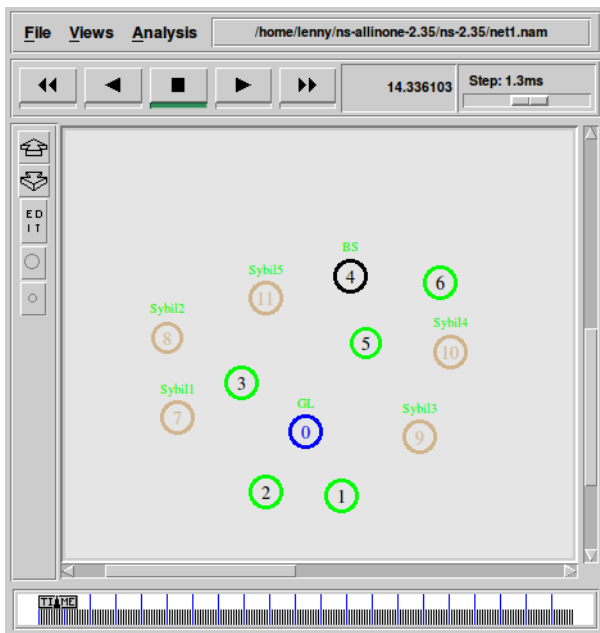 File Views Analysis /home/lenny/ns-allinone-2.35/ns-2.35/net1.nam
14.336103 Step: 1.3ms
ED
IT
BS
4
6
Sybil5
11
Sybil2
8
5
Sybil4
10
3
Sybil1
7
GL
0
Sybil3
9
2
1
TIME